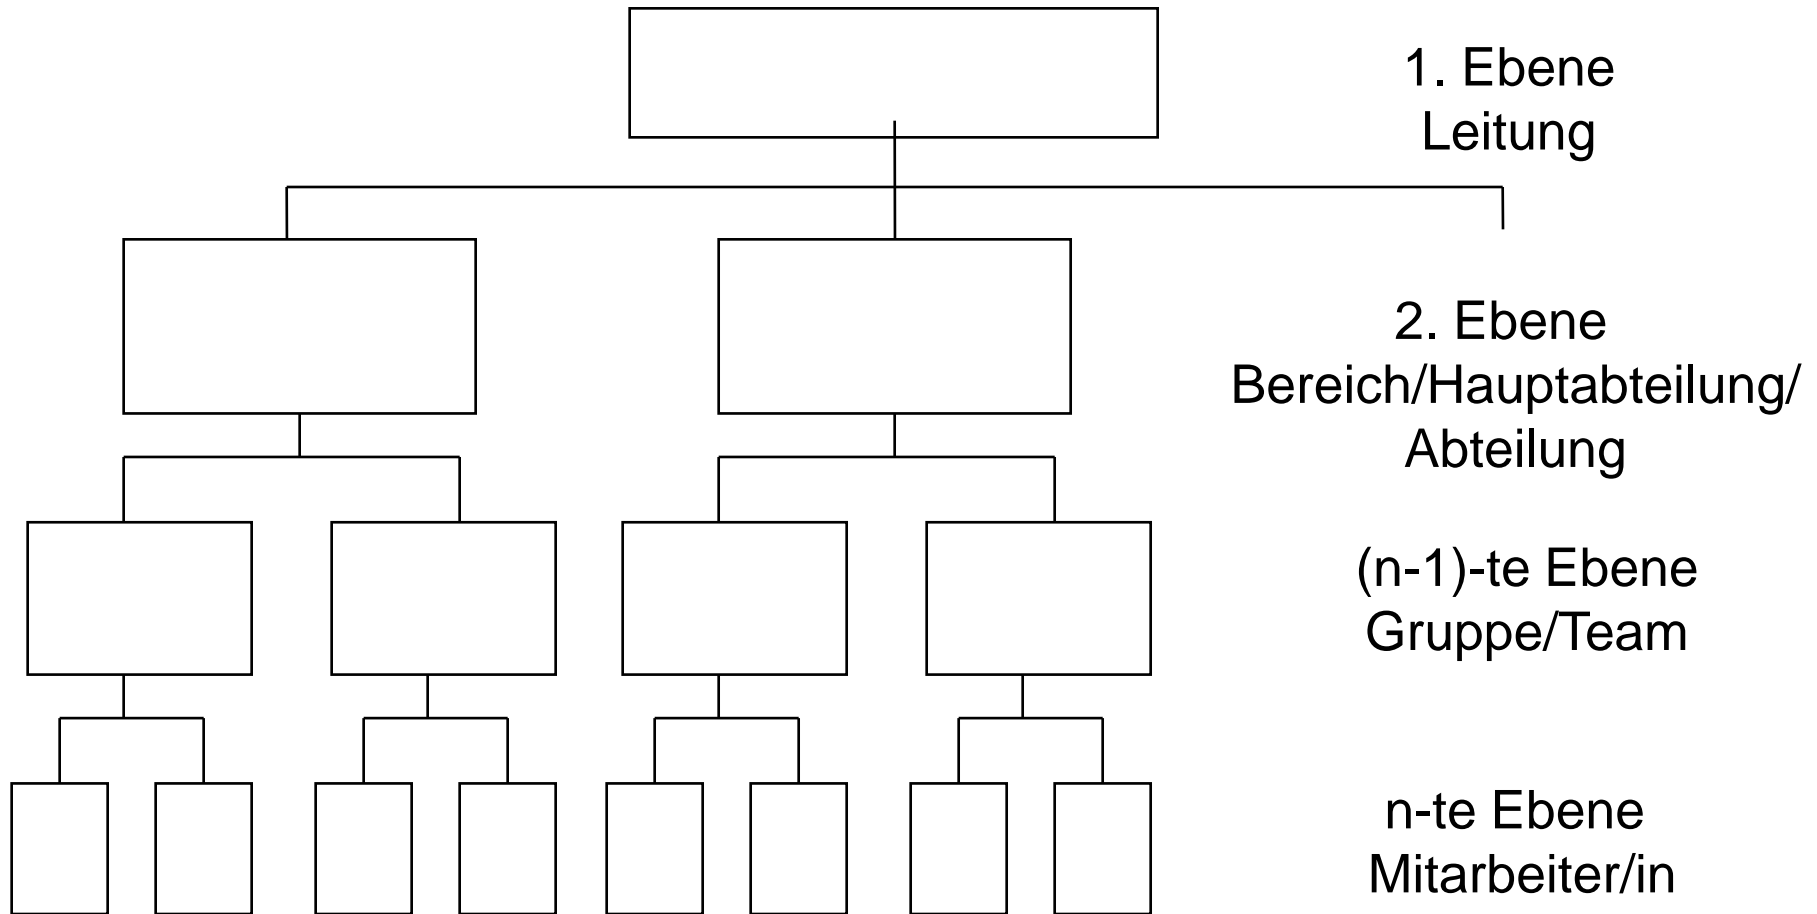 1. Ebene
Leitung
2. Ebene
Bereich/Hauptabteilung/
Abteilung
(n-1)-te Ebene
Gruppe/Team
n-te Ebene
Mitarbeiter/in